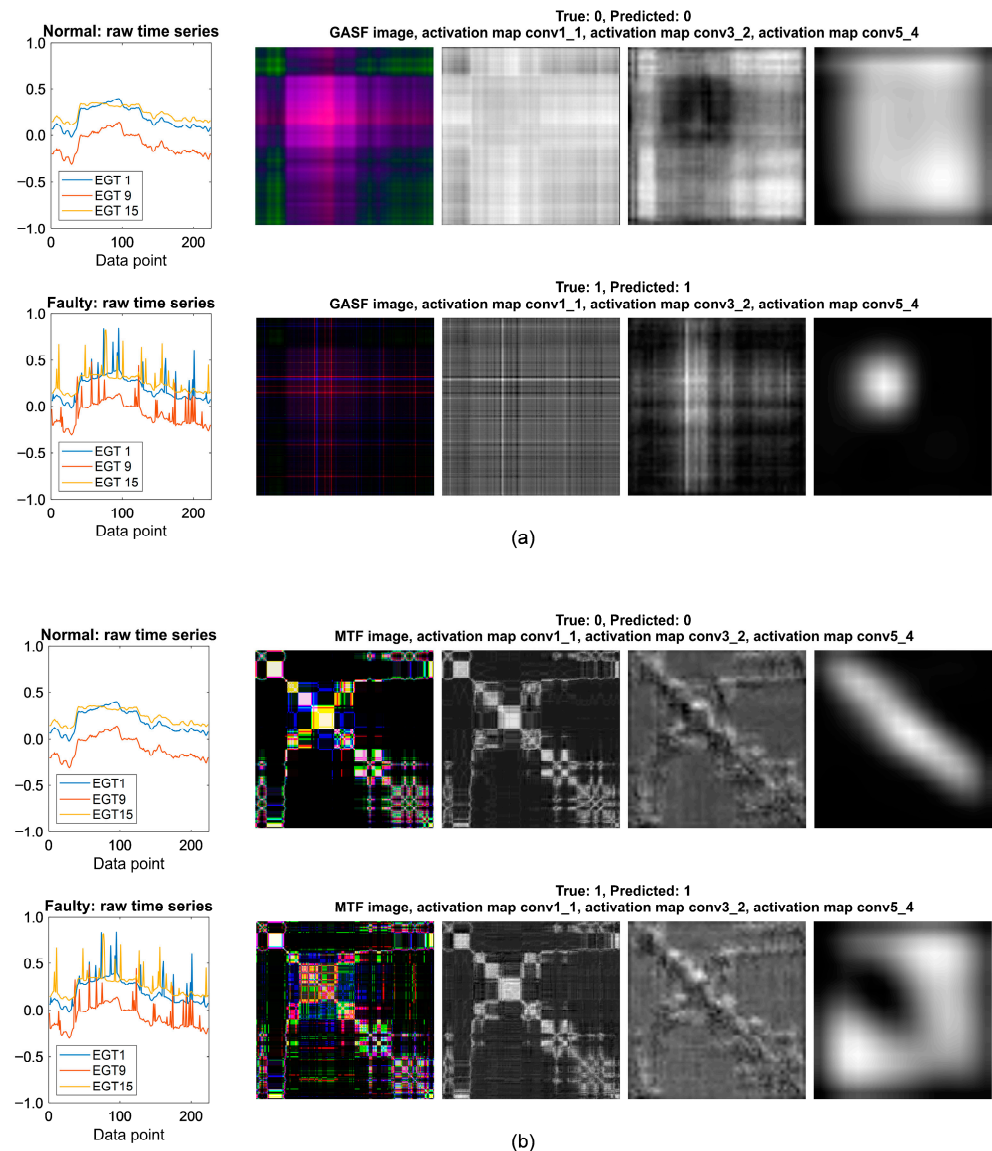 Normal: raw time series
1.0
0.5
0.0
−0.5
−1.0
EGT 1
EGT 9
EGT 15
0
100
200
Data point
True: 0, Predicted: 0
GASF image, activation map conv1_1, activation map conv3_2, activation map conv5_4
Faulty: raw time series
1.0
0.5
0.0
−0.5
−1.0
EGT 1
EGT 9
EGT 15
0
100
200
Data point
True: 1, Predicted: 1
GASF image, activation map conv1_1, activation map conv3_2, activation map conv5_4
(a)
Normal: raw time series
1.0
0.5
0.0
−0.5
−1.0
EGT1
EGT9
EGT15
0
100
200
Data point
True: 0, Predicted: 0
MTF image, activation map conv1_1, activation map conv3_2, activation map conv5_4
Faulty: raw time series
1.0
0.5
0.0
−0.5
−1.0
EGT1
EGT9
EGT15
0
100
200
Data point
True: 1, Predicted: 1
MTF image, activation map conv1_1, activation map conv3_2, activation map conv5_4
(b)